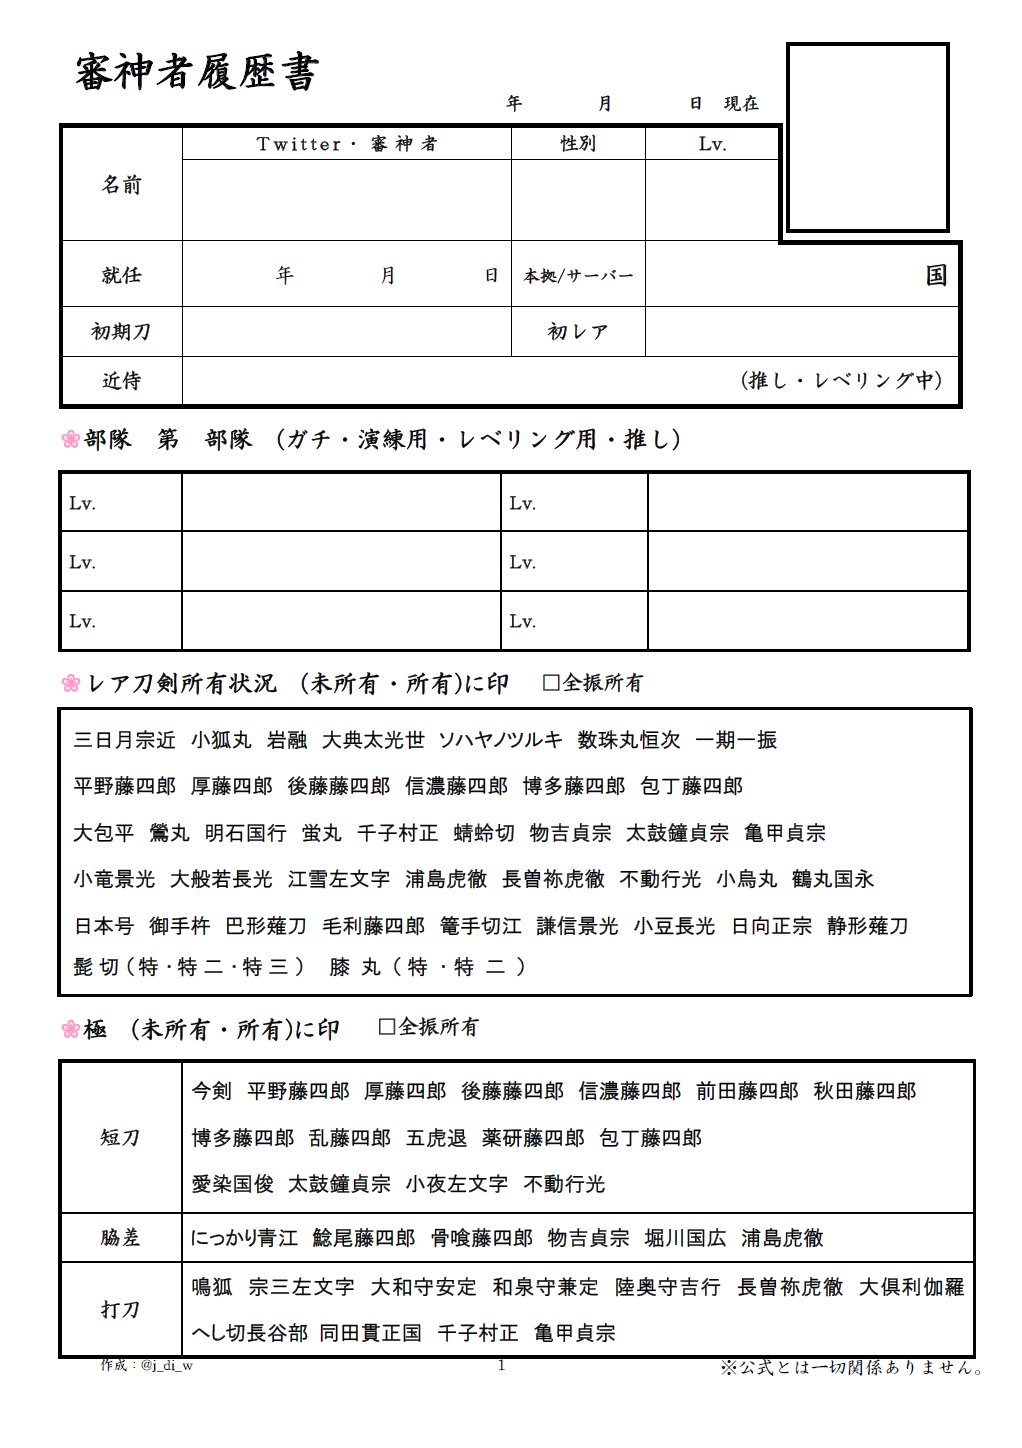 審神者履歴書
年 月 日 現在
Twitter・審神者 性別 Lv.
名前
就任 年 月 日 本拠/サーバー 国
初期刀 初レア
近侍 (推し・レベリング中)
❀部隊 第 部隊 (ガチ・演練用・レベリング用・推し)
Lv. Lv.
Lv. Lv.
Lv. Lv.
❀レア刀剣所有状況 (未所有・所有)に印 □全振所有
三日月宗近 小狐丸 岩融 大典太光世 ソハヤノツルキ 数珠丸恒次 一期一振
平野藤四郎 厚藤四郎 後藤藤四郎 信濃藤四郎 博多藤四郎 包丁藤四郎
大包平 鶯丸 明石国行 蛍丸 千子村正 蜻蛉切 物吉貞宗 太鼓鐘貞宗 亀甲貞宗
小竜景光 大般若長光 江雪左文字 浦島虎徹 長曽祢虎徹 不動行光 小烏丸 鶴丸国永
日本号 御手杵 巴形薙刀 毛利藤四郎 篭手切江 謙信景光 小豆長光 日向正宗 静形薙刀
髭切(特・特二・特三) 膝丸(特・特二)
❀極 (未所有・所有)に印 □全振所有
短刀 今剣 平野藤四郎 厚藤四郎 後藤藤四郎 信濃藤四郎 前田藤四郎 秋田藤四郎
博多藤四郎 乱藤四郎 五虎退 薬研藤四郎 包丁藤四郎
愛染国俊 太鼓鐘貞宗 小夜左文字 不動行光
脇差 にっかり青江 鯰尾藤四郎 骨喰藤四郎 物吉貞宗 堀川国広 浦島虎徹
打刀 鳴狐 宗三左文字 大和守安定 和泉守兼定 陸奥守吉行 長曽祢虎徹 大倶利伽羅
へし切長谷部 同田貫正国 千子村正 亀甲貞宗
作成：@j_di_w 1 ※公式とは一切関係ありません。